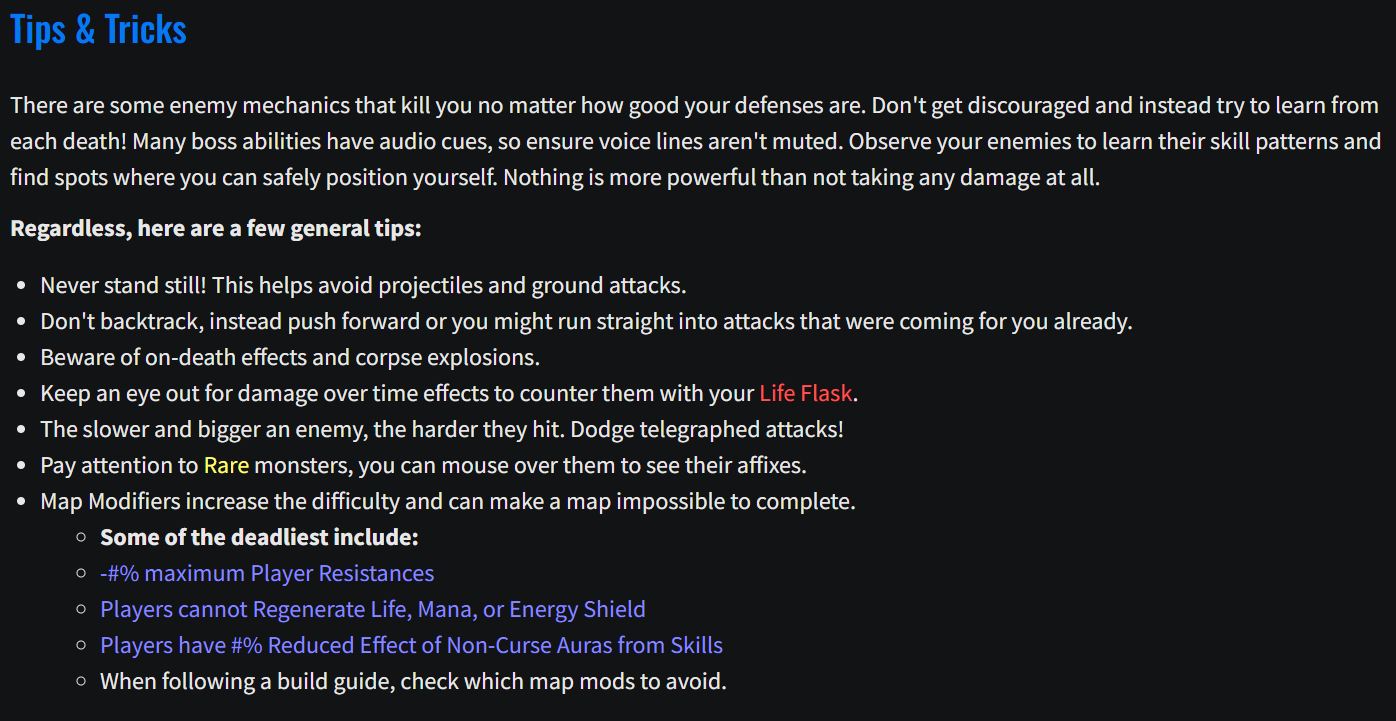 Tips & Tricks
There are some enemy mechanics that kill you no matter how good your defenses are. Don't get discouraged and instead try to learn from
each death! Many boss abilities have audio cues, so ensure voice lines aren't muted. Observe your enemies to learn their skill patterns and
find spots where you can safely position yourself. Nothing is more powerful than not taking any damage at all.
Regardless, here are a few general tips:
• Never stand still! This helps avoid projectiles and ground attacks.
• Don't backtrack, instead push forward or you might run straight into attacks that were coming for you already.
• Beware of on-death effects and corpse explosions.
• Keep an eye out for damage over time effects to counter them with your Life Flask.
• The slower and bigger an enemy, the harder they hit. Dodge telegraphed attacks!
• Pay attention to Rare monsters, you can mouse over them to see their affixes.
• Map Modifiers increase the difficulty and can make a map impossible to complete.
◦ Some of the deadliest include:
◦ -#% maximum Player Resistances
◦ Players cannot Regenerate Life, Mana, or Energy Shield
◦ Players have #% Reduced Effect of Non-Curse Auras from Skills
◦ When following a build guide, check which map mods to avoid.